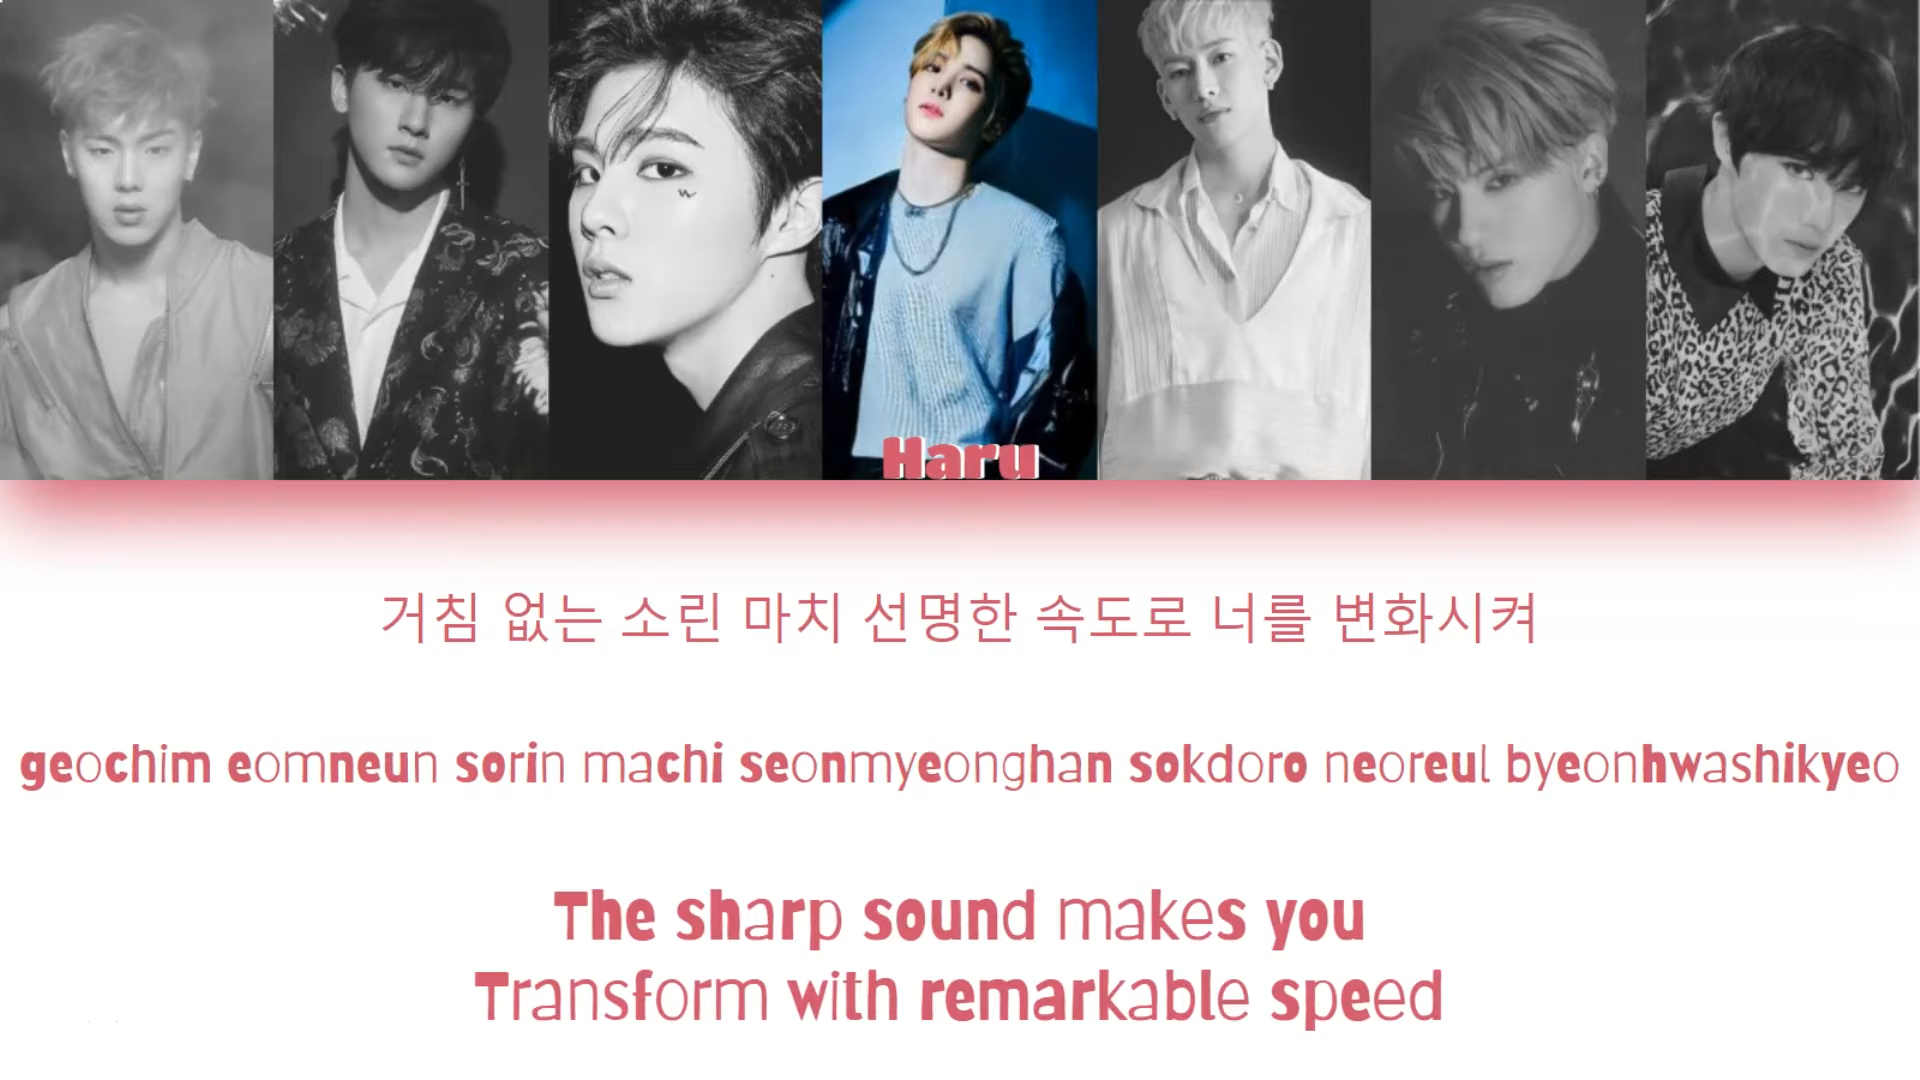 Haru
거침 없는 소린 마치 선명한 속도로 너를 변화시켜
geochim eomneun sorin machi seonmyeonghan sokdoro neoreul byeonhwashikyeo
The sharp sound makes you
Transform with remarkable speed